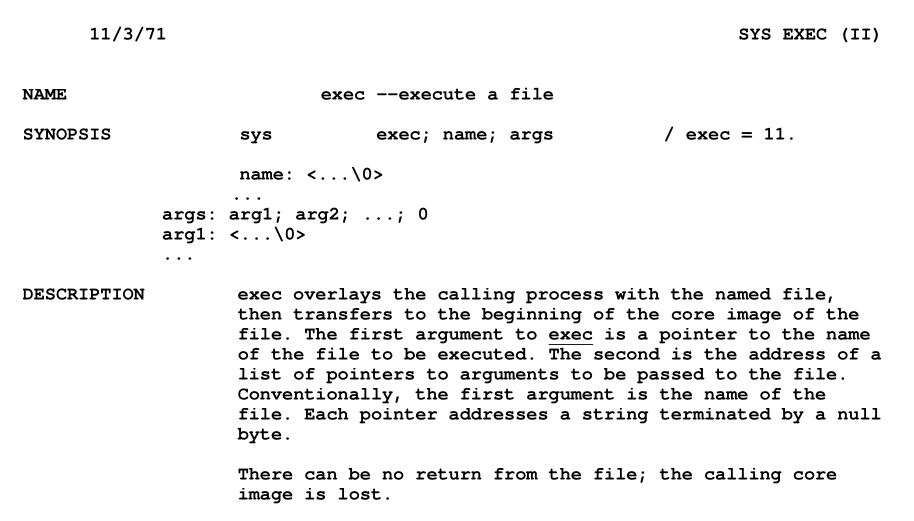 11/3/71 SYS EXEC (II)
NAME exec --execute a file
SYNOPSIS sys exec; name; args / exec = 11.
name: <...\0>
...
args: arg1; arg2; ...; 0
arg1: <...\0>
...
DESCRIPTION exec overlays the calling process with the named file,
then transfers to the beginning of the core image of the
file. The first argument to exec is a pointer to the name
of the file to be executed. The second is the address of a
list of pointers to arguments to be passed to the file.
Conventionally, the first argument is the name of the
file. Each pointer addresses a string terminated by a null
byte.
There can be no return from the file; the calling core
image is lost.